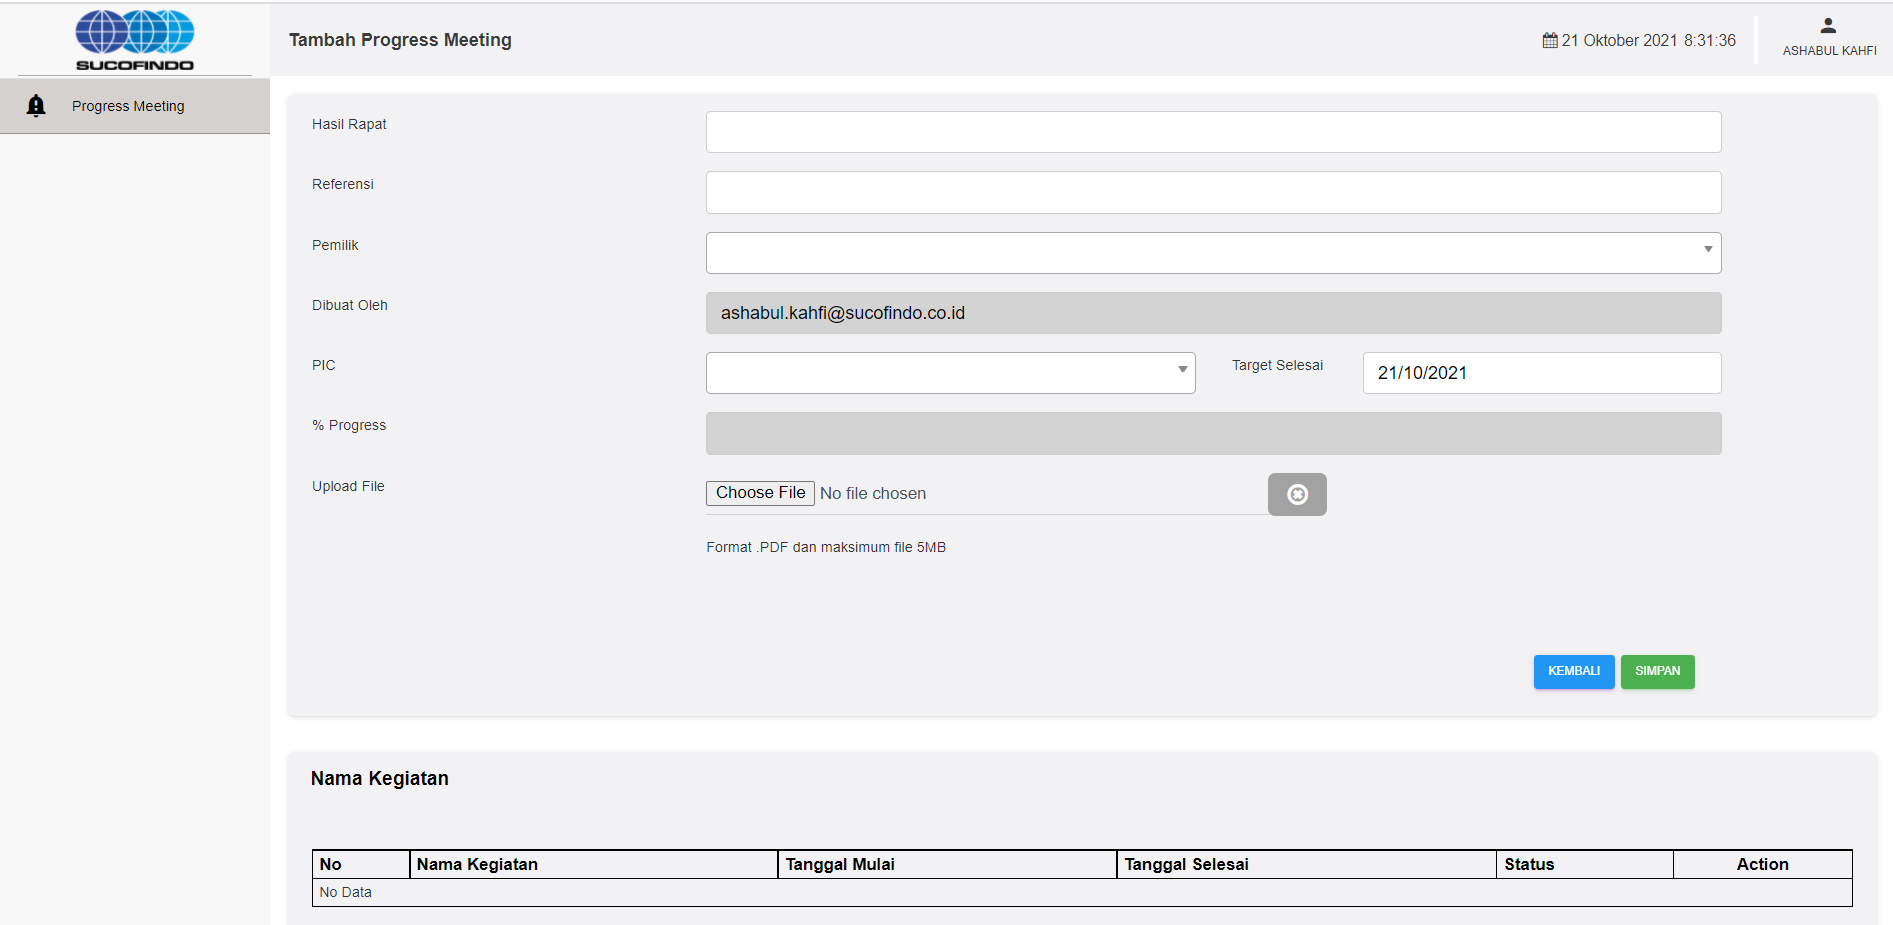 SUCOFINDO
Tambah Progress Meeting
21 Oktober 2021 8:31:36
ASHABUL KAHFI
Progress Meeting
Hasil Rapat
Referensi
Pemilik
Dibuat Oleh
ashabul.kahfi@sucofindo.co.id
PIC
Target Selesai
21/10/2021
% Progress
Upload File
Choose File No file chosen
Format .PDF dan maksimum file 5MB
KEMBALI
SIMPAN
Nama Kegiatan
No Nama Kegiatan Tanggal Mulai Tanggal Selesai Status Action
No Data